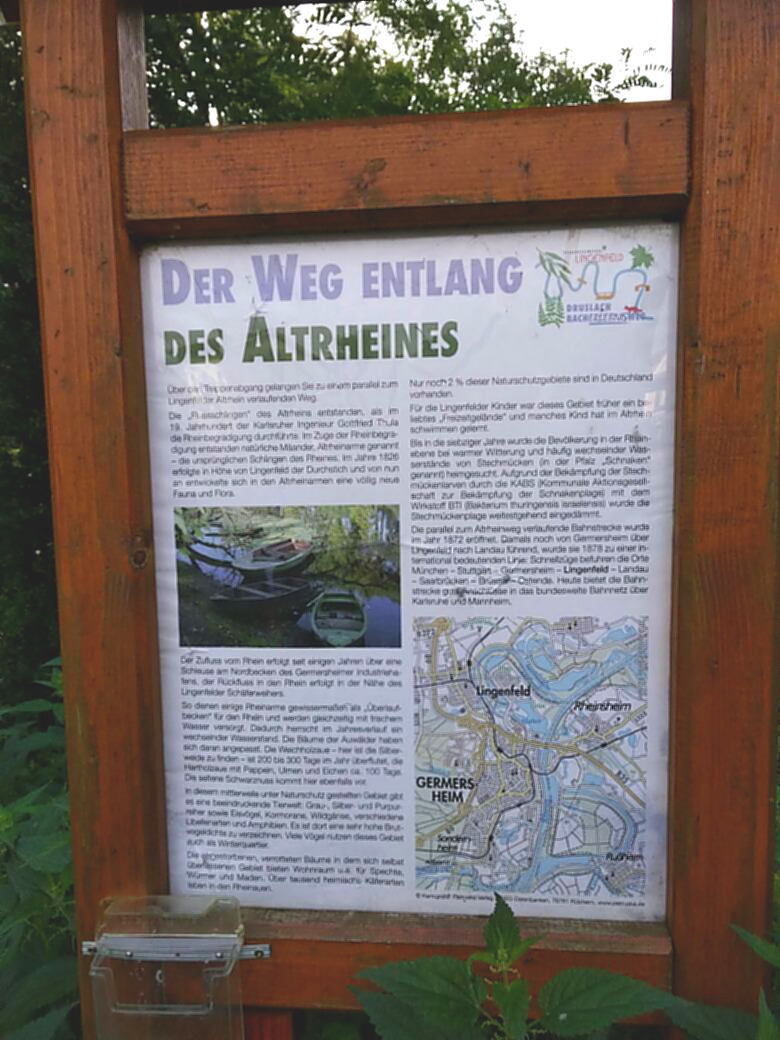 DER WEG ENTLANG
DES ALTRHEINES
LINGENFELD
DRUSLACH
BACHERLEBNISWEG
Über den Treppenabgang gelangen Sie zu einem parallel zum
Lingenfelder Altrhein verlaufenden Weg.
Die „Flussschlingen" des Altrheins entstanden, als im
19. Jahrhundert der Karlsruher Ingenieur Gottfried Thulla
die Rheinbegradigung durchführte. Im Zuge der Rheinbegra-
digung entstanden natürliche Mäander, Altrheinarme genannt
– die ursprünglichen Schlingen des Rheines. Im Jahre 1826
erfolgte in Höhe von Lingenfeld der Durchstich und von nun
an entwickelte sich in den Altrheinarmen eine völlig neue
Fauna und Flora.
Der Zufluss vom Rhein erfolgt seit einigen Jahren über eine
Schleuse am Nordbecken des Germersheimer Industrieha-
fens, der Rückfluss in den Rhein erfolgt in der Nähe des
Lingenfelder Schäferweihers.
So dienen einige Rheinarme gewissermaßen als „Überlauf-
becken" für den Rhein und werden gleichzeitig mit frischem
Wasser versorgt. Dadurch herrscht im Jahresverlauf ein
wechselnder Wasserstand. Die Bäume der Auwälder haben
sich daran angepasst. Die Weichholzaue – hier ist die Silber-
weide zu finden – ist 200 bis 300 Tage im Jahr überflutet, die
Hartholzaue mit Pappeln, Ulmen und Eichen ca. 100 Tage.
Die seltene Schwarznuss kommt hier ebenfalls vor.
In diesem mittlerweile unter Naturschutz gestellten Gebiet gibt
es eine beeindruckende Tierwelt: Grau-, Silber- und Purpur-
reiher sowie Eisvögel, Kormorane, Wildgänse, verschiedene
Libellenarten und Amphibien. Es ist dort eine sehr hohe Brut-
vogeldichte zu verzeichnen. Viele Vögel nutzen dieses Gebiet
auch als Winterquartier.
Die abgestorbenen, verrotteten Bäume in dem sich selbst
überlassenen Gebiet bieten Wohnraum u.a. für Spechte,
Würmer und Maden. Über tausend heimische Käferarten
leben in den Rheinauen.
Nur noch 2 % dieser Naturschutzgebiete sind in Deutschland
vorhanden.
Für die Lingenfelder Kinder war dieses Gebiet früher ein be-
liebtes „Freizeitgelände" und manches Kind hat im Altrhein
schwimmen gelernt.
Bis in die siebziger Jahre wurde die Bevölkerung in der Rhein-
ebene bei warmer Witterung und häufig wechselnder Was-
serstände von Stechmücken (in der Pfalz „Schnaken"
genannt) heimgesucht. Aufgrund der Bekämpfung der Stech-
mückenlarven durch die KABS (Kommunale Aktionsgesell-
schaft zur Bekämpfung der Schnakenplage) mit dem
Wirkstoff BTI (Bakterium thuringensis israelensis) wurde die
Stechmückenplage weitestgehend eingedämmt.
Die parallel zum Altrheinweg verlaufende Bahnstrecke wurde
im Jahr 1872 eröffnet. Damals noch von Germersheim über
Lingenfeld nach Landau führend, wurde sie 1878 zu einer in-
ternational bedeutenden Linie: Schnellzüge befuhren die Orte
München – Stuttgart – Germersheim – Lingenfeld – Landau
– Saarbrücken – Brüssel – Ostende. Heute bietet die Bahn-
strecke gute Anschlüsse in das bundesweite Bahnnetz über
Karlsruhe und Mannheim.
Lingenfeld
Rheinsheim
GERMERS
HEIM
Sondern-
heim
Rußheim